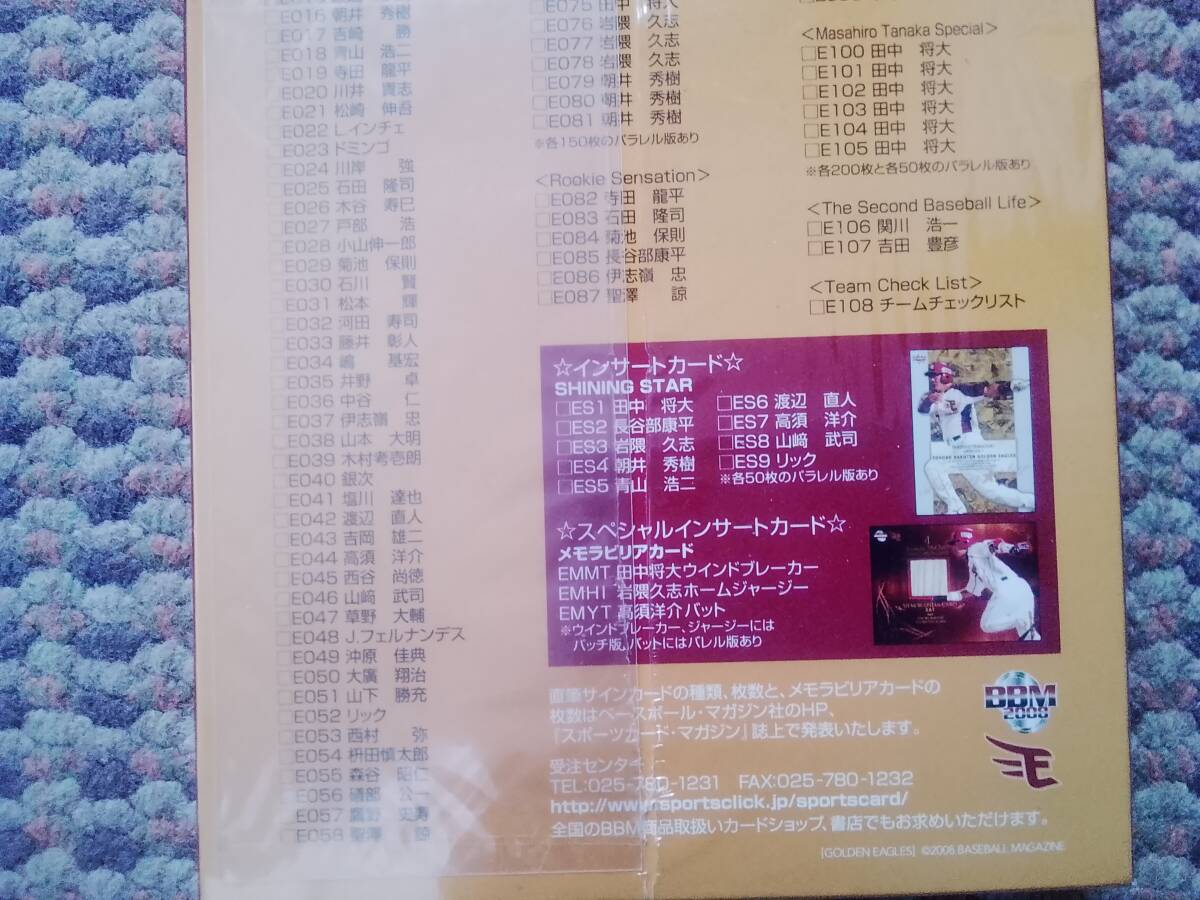 □E016 朝井 秀樹
□E017 吉崎 勝
□E018 青山 浩二
□E019 寺田 龍平
□E020 川井 貴志
□E021 松崎 伸吾
□E022 L.インチェ
□E023 ドミンゴ
□E024 川岸 強
□E025 石田 隆司
□E026 木谷 寿巳
□E027 戸部 浩
□E028 小山伸一郎
□E029 菊池 保則
□E030 石川 賢
□E031 松本 輝
□E032 河田 寿司
□E033 藤井 彰人
□E034 嶋 基宏
□E035 井野 卓
□E036 中谷 仁
□E037 伊志嶺 忠
□E038 山本 大明
□E039 木村考壱朗
□E040 銀次
□E041 塩川 達也
□E042 渡辺 直人
□E043 吉岡 雄二
□E044 高須 洋介
□E045 西谷 尚徳
□E046 山﨑 武司
□E047 草野 大輔
□E048 J.フェルナンデス
□E049 沖原 佳典
□E050 大廣 翔治
□E051 山下 勝充
□E052 リック
□E053 西村 弥
□E054 枡田慎太郎
□E055 森谷 昭仁
□E056 礒部 公一
□E057 鷹野 史寿
□E058 聖澤 諒
□E075 田中 将大
□E076 岩隈 久志
□E077 岩隈 久志
□E078 岩隈 久志
□E079 朝井 秀樹
□E080 朝井 秀樹
□E081 朝井 秀樹
※各150枚のパラレル版あり
<Rookie Sensation>
□E082 寺田 龍平
□E083 石田 隆司
□E084 菊池 保則
□E085 長谷部康平
□E086 伊志嶺 忠
□E087 聖澤 諒
<Masahiro Tanaka Special>
□E100 田中 将大
□E101 田中 将大
□E102 田中 将大
□E103 田中 将大
□E104 田中 将大
□E105 田中 将大
※各200枚と各50枚のパラレル版あり
<The Second Baseball Life>
□E106 関川 浩一
□E107 吉田 豊彦
<Team Check List>
□E108 チームチェックリスト
☆インサートカード☆
SHINING STAR
□ES1 田中 将大
□ES2 長谷部康平
□ES3 岩隈 久志
□ES4 朝井 秀樹
□ES5 青山 浩二
□ES6 渡辺 直人
□ES7 高須 洋介
□ES8 山﨑 武司
□ES9 リック
※各50枚のパラレル版あり
☆スペシャルインサートカード☆
メモラビリアカード
EMMT 田中将大ウインドブレーカー
EMHI 岩隈久志ホームジャージー
EMYT 高須洋介バット
※ウインドブレーカー、ジャージーには
パッチ版、バットにはバレル版あり
直筆サインカードの種類、枚数と、メモラビリアカードの
枚数はベースボール・マガジン社のHP、
『スポーツカード・マガジン』誌上で発表いたします。
BBM
2008
受注センター
TEL:025-780-1231 FAX:025-780-1232
http://www.sportsclick.jp/sportscard/
全国のBBM商品取扱いカードショップ、書店でもお求めいただけます。
[GOLDEN EAGLES] ©2008 BASEBALL MAGAZINE